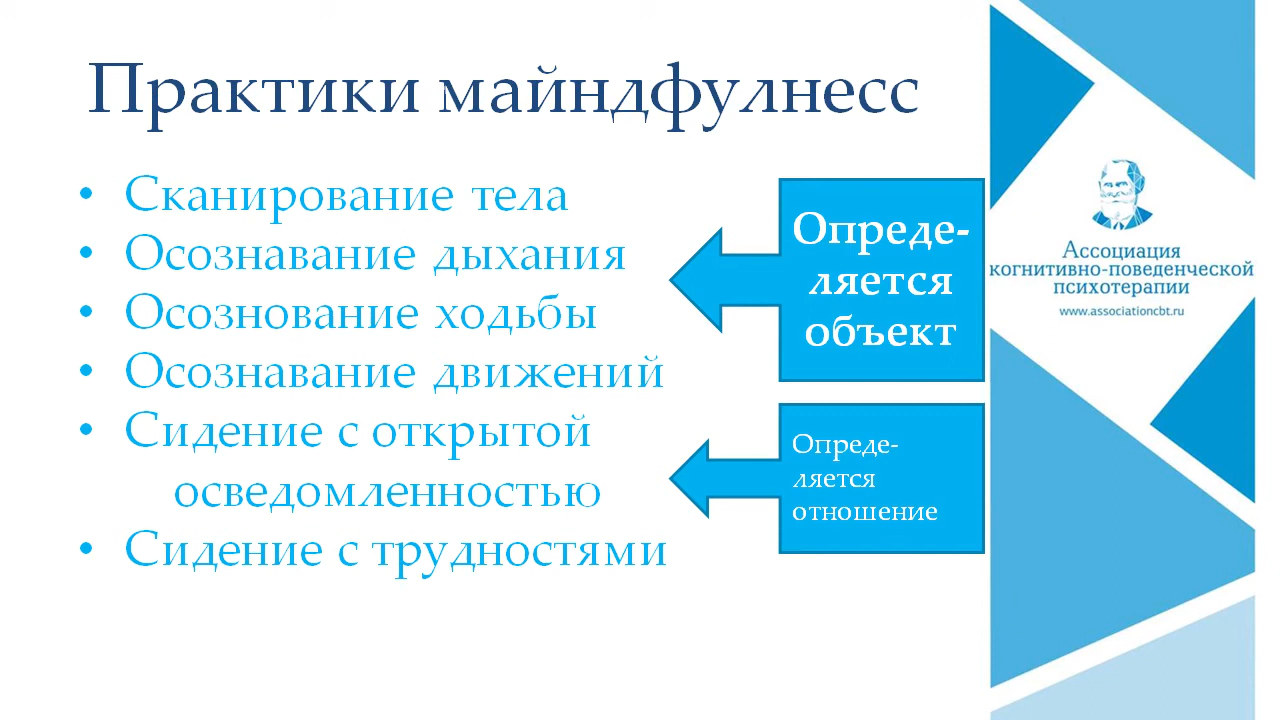 Практики майндфулнесс
• Сканирование тела
• Осознавание дыхания
• Осознование ходьбы
• Осознавание движений
• Сидение с открытой
осведомленностью
• Сидение с трудностями
Опреде-
ляется
объект
Опреде-
ляется
отношение
Ассоциация
когнитивно-поведенческой
психотерапии
www.associationcbt.ru